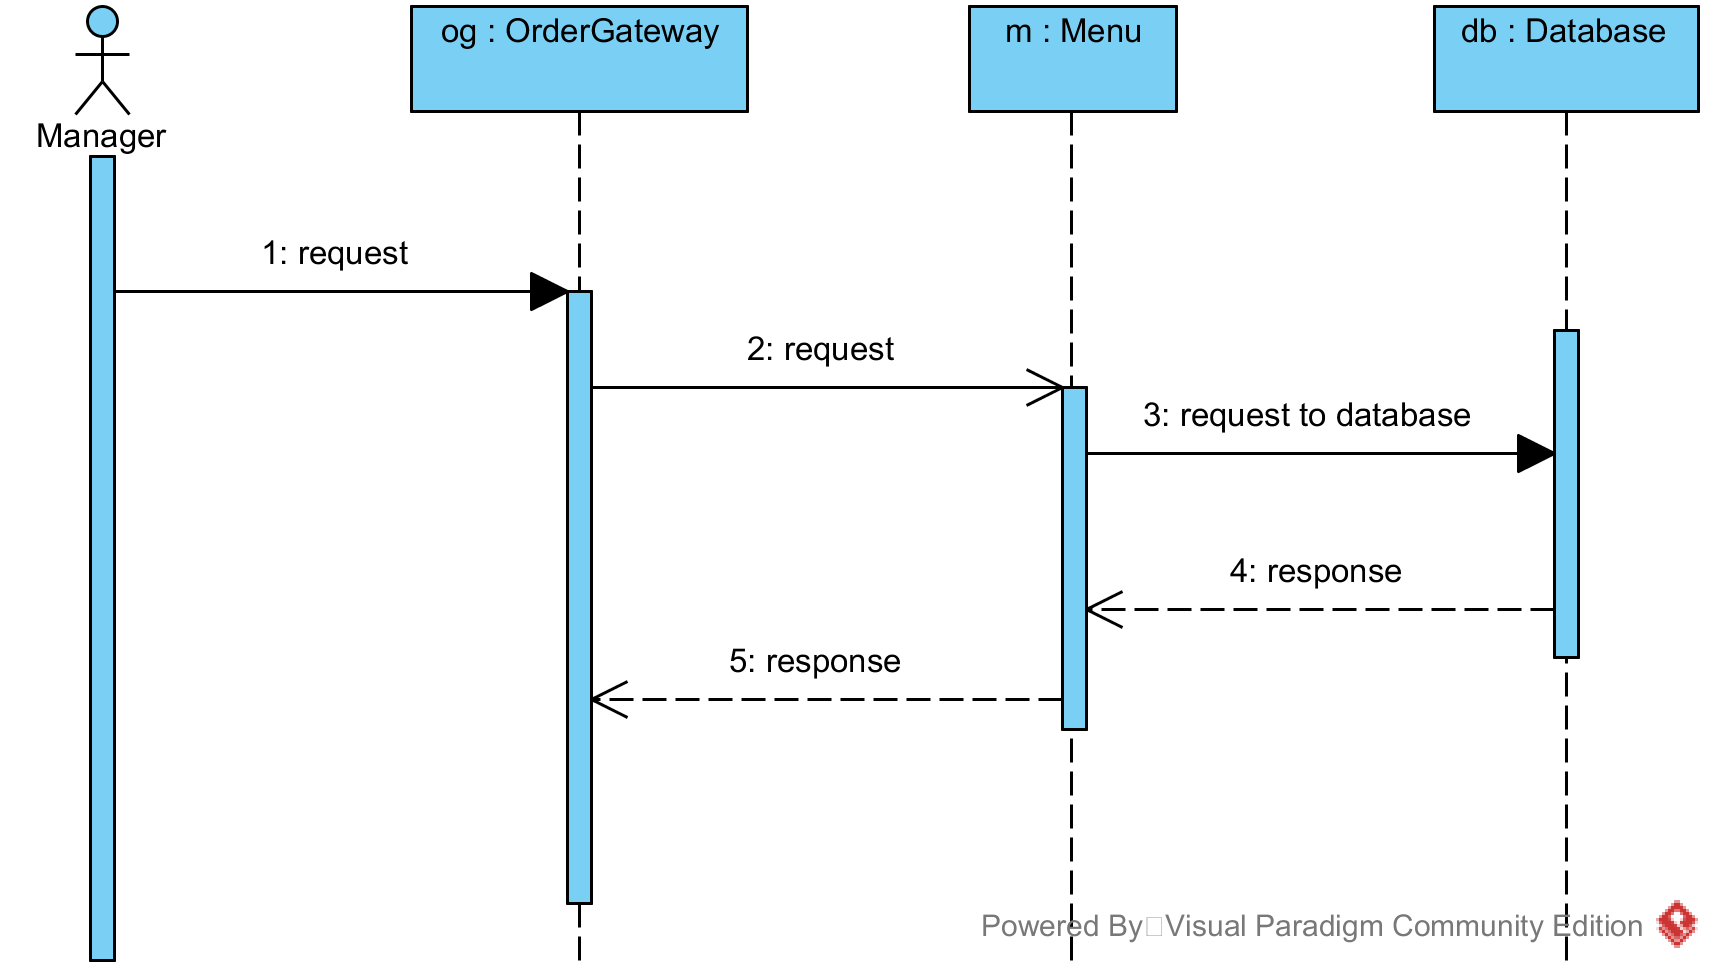 og : OrderGateway
m : Menu
db : Database
Manager
1: request
2: request
3: request to database
4: response
5: response
Powered By Visual Paradigm Community Edition